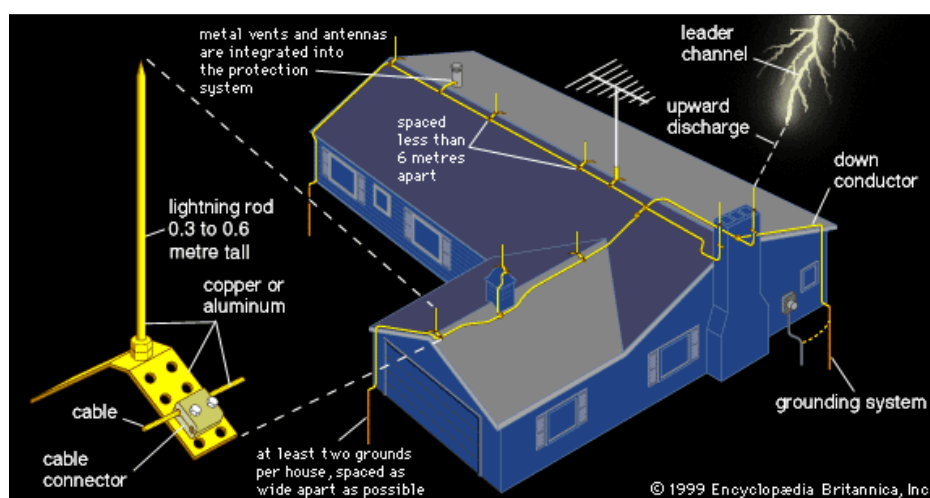 metal vents and antennas
are integrated into
the protection
system
leader
channel
upward
discharge
spaced
less than
6 metres
apart
down
conductor
lightning rod
0.3 to 0.6
metre tall
copper or
aluminum
cable
cable
connector
grounding system
at least two grounds
per house, spaced as
wide apart as possible
© 1999 Encyclopædia Britannica, Inc